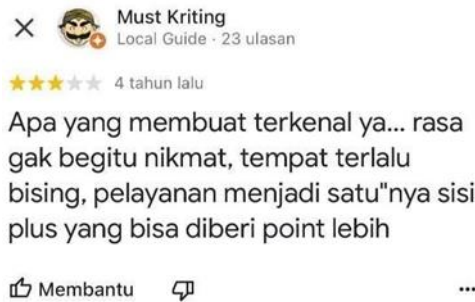 Must Kriting
Local Guide · 23 ulasan
4 tahun lalu
Apa yang membuat terkenal ya... rasa
gak begitu nikmat, tempat terlalu
bising, pelayanan menjadi satu"nya sisi
plus yang bisa diberi point lebih
Membantu